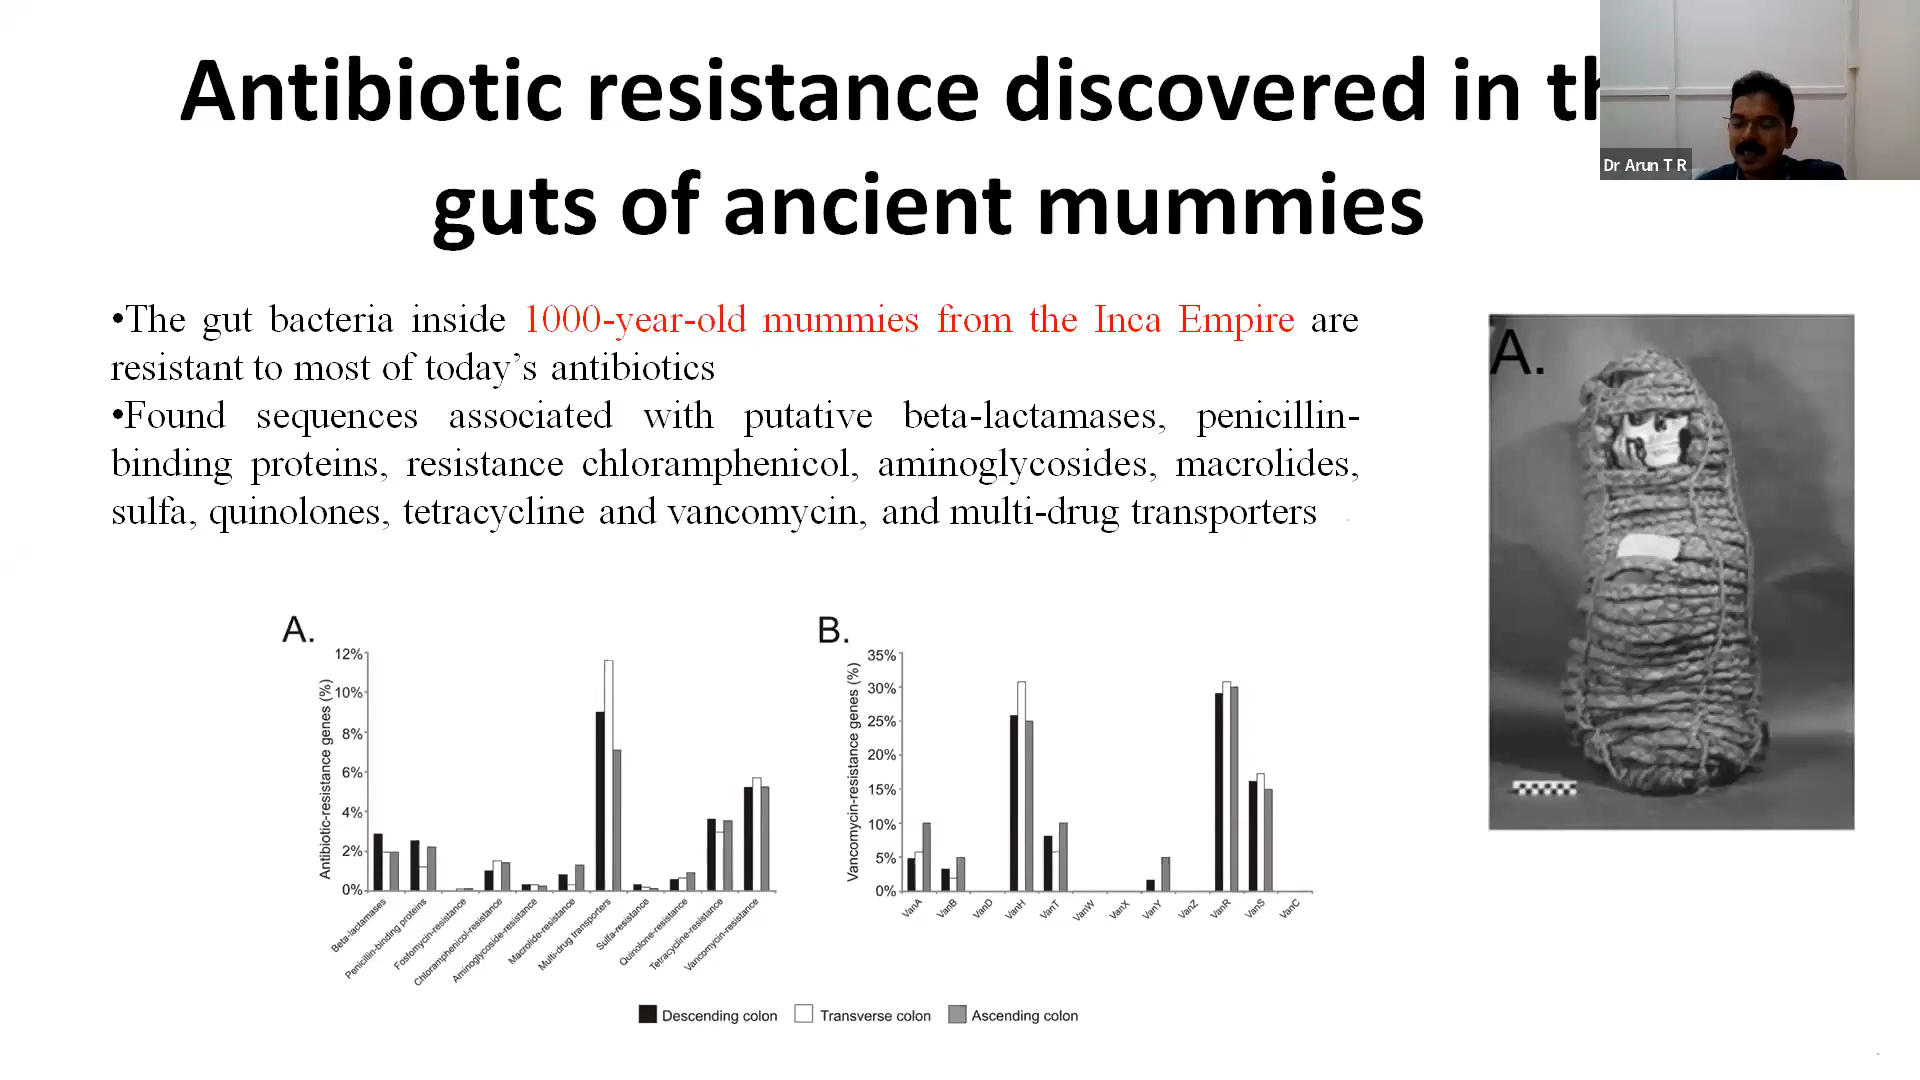 Antibiotic resistance discovered in th
guts of ancient mummies
Dr Arun T R
•The gut bacteria inside 1000-year-old mummies from the Inca Empire are
resistant to most of today’s antibiotics
•Found sequences associated with putative beta-lactamases, penicillin-
binding proteins, resistance chloramphenicol, aminoglycosides, macrolides,
sulfa, quinolones, tetracycline and vancomycin, and multi-drug transporters
A.
A.
Antibiotic-resistance genes (%)
12%
10%
8%
6%
4%
2%
0%
Beta-lactamases
Penicillin-binding proteins
Fosfomycin-resistance
Chloramphenicol-resistance
Aminoglycoside-resistance
Macrolide-resistance
Multi-drug transporters
Sulfa-resistance
Quinolone-resistance
Tetracycline-resistance
Vancomycin-resistance
B.
Vancomycin-resistance genes (%)
35%
30%
25%
20%
15%
10%
5%
0%
VanA
VanB
VanD
VanH
VanT
VanW
VanX
VanY
VanZ
VanR
VanS
VanC
Descending colon
Transverse colon
Ascending colon